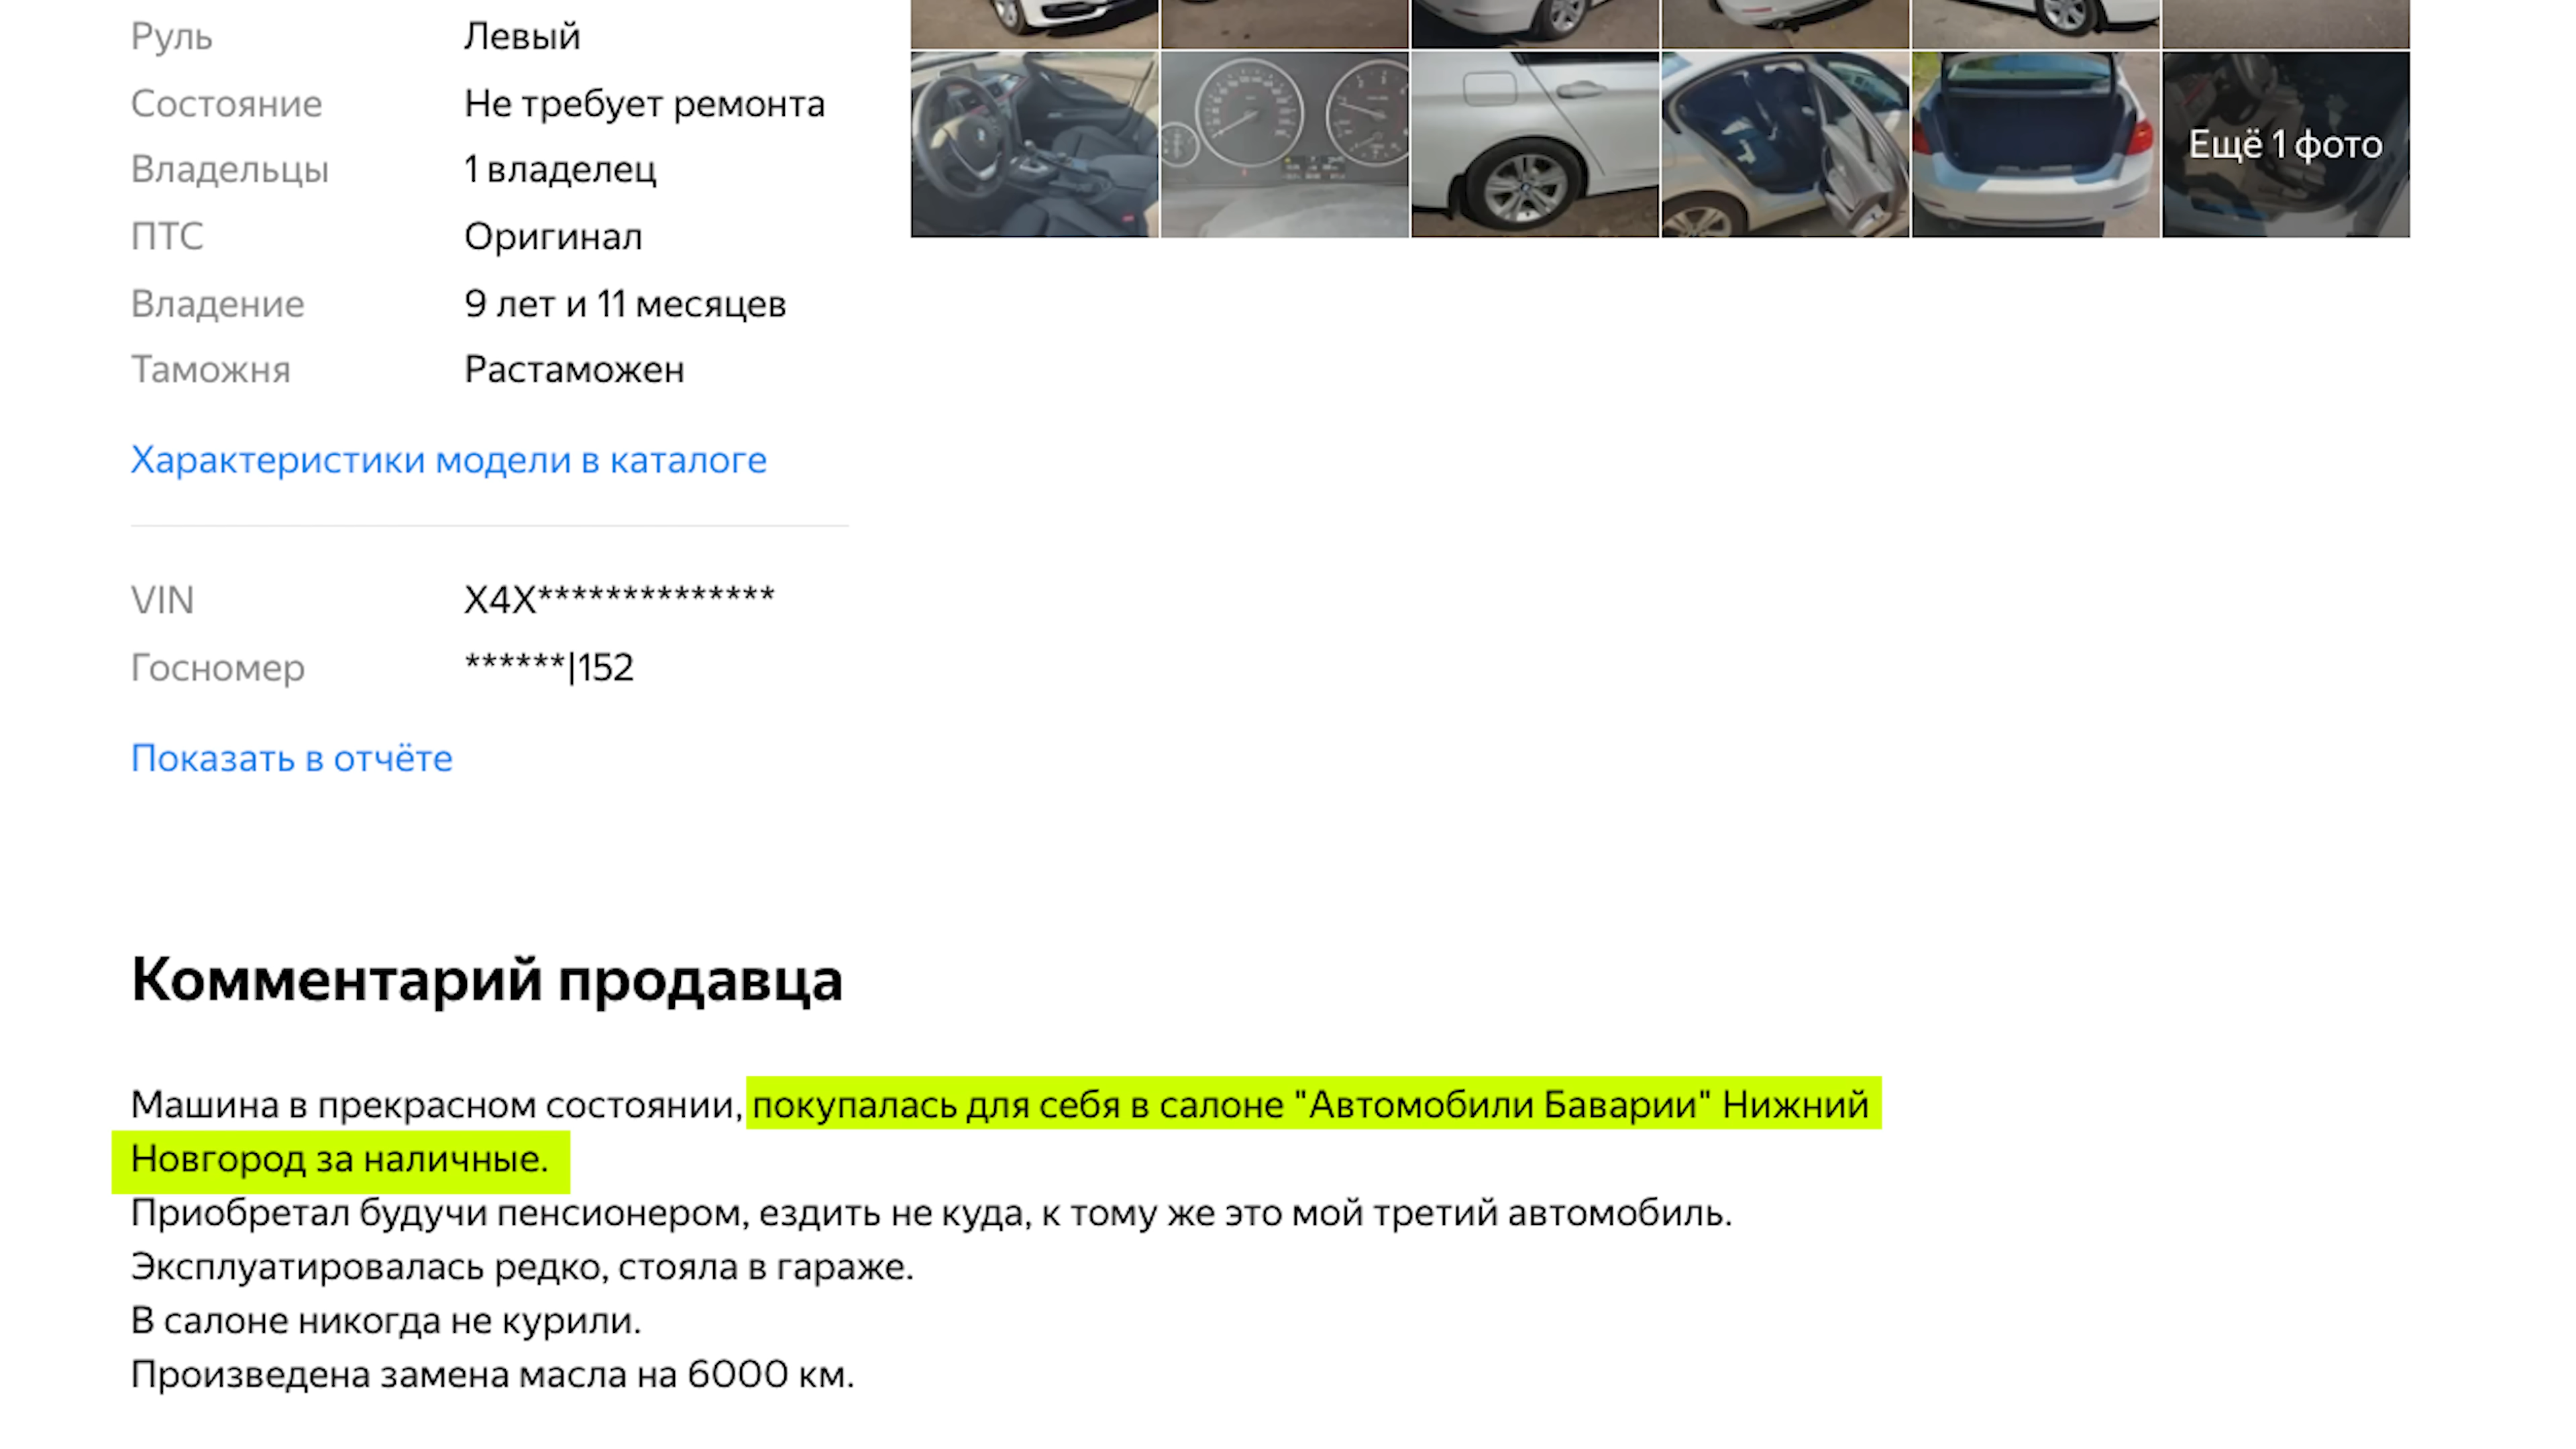 Руль Левый
Состояние Не требует ремонта
Владельцы 1 владелец
ПТС Оригинал
Владение 9 лет и 11 месяцев
Таможня Растаможен
Характеристики модели в каталоге
VIN X4X**************
Госномер ******|152
Показать в отчёте
Ещё 1 фото
Комментарий продавца
Машина в прекрасном состоянии, покупалась для себя в салоне "Автомобили Баварии" Нижний
Новгород за наличные.
Приобретал будучи пенсионером, ездить не куда, к тому же это мой третий автомобиль.
Эксплуатировалась редко, стояла в гараже.
В салоне никогда не курили.
Произведена замена масла на 6000 км.